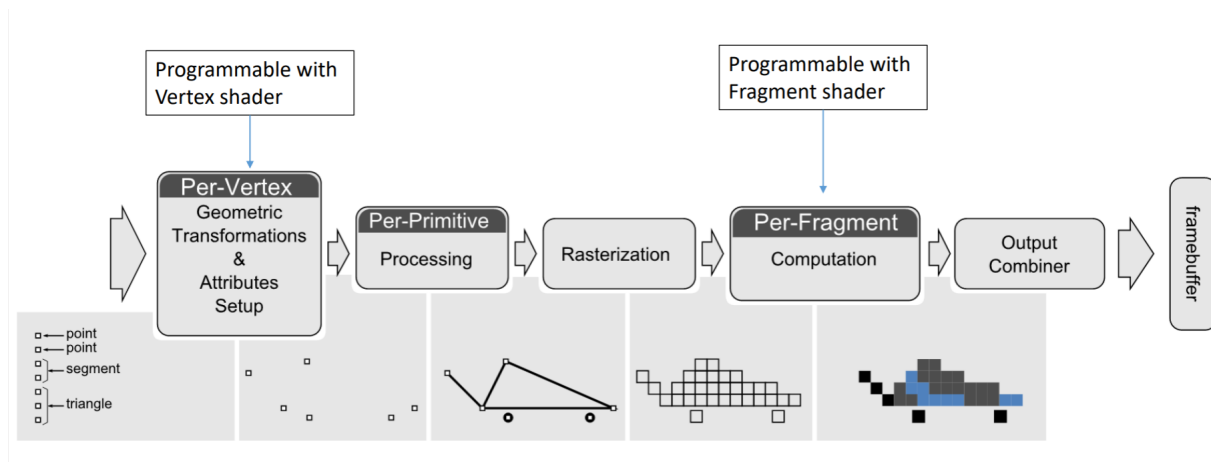 Programmable with
Vertex shader
Programmable with
Fragment shader
Per-Vertex
Geometric
Transformations
&
Attributes
Setup
Per-Primitive
Processing
Rasterization
Per-Fragment
Computation
Output
Combiner
framebuffer
point
point
segment
triangle